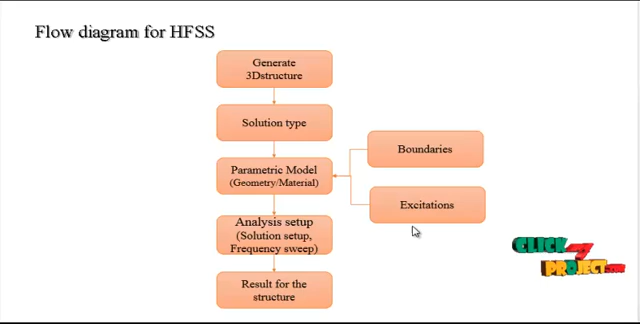 Flow diagram for HFSS
Generate
3Dstructure
Solution type
Parametric Model
(Geometry/Material)
Boundaries
Excitations
Analysis setup
(Solution setup,
Frequency sweep)
Result for the
structure
CLICK
PROJECT.COM